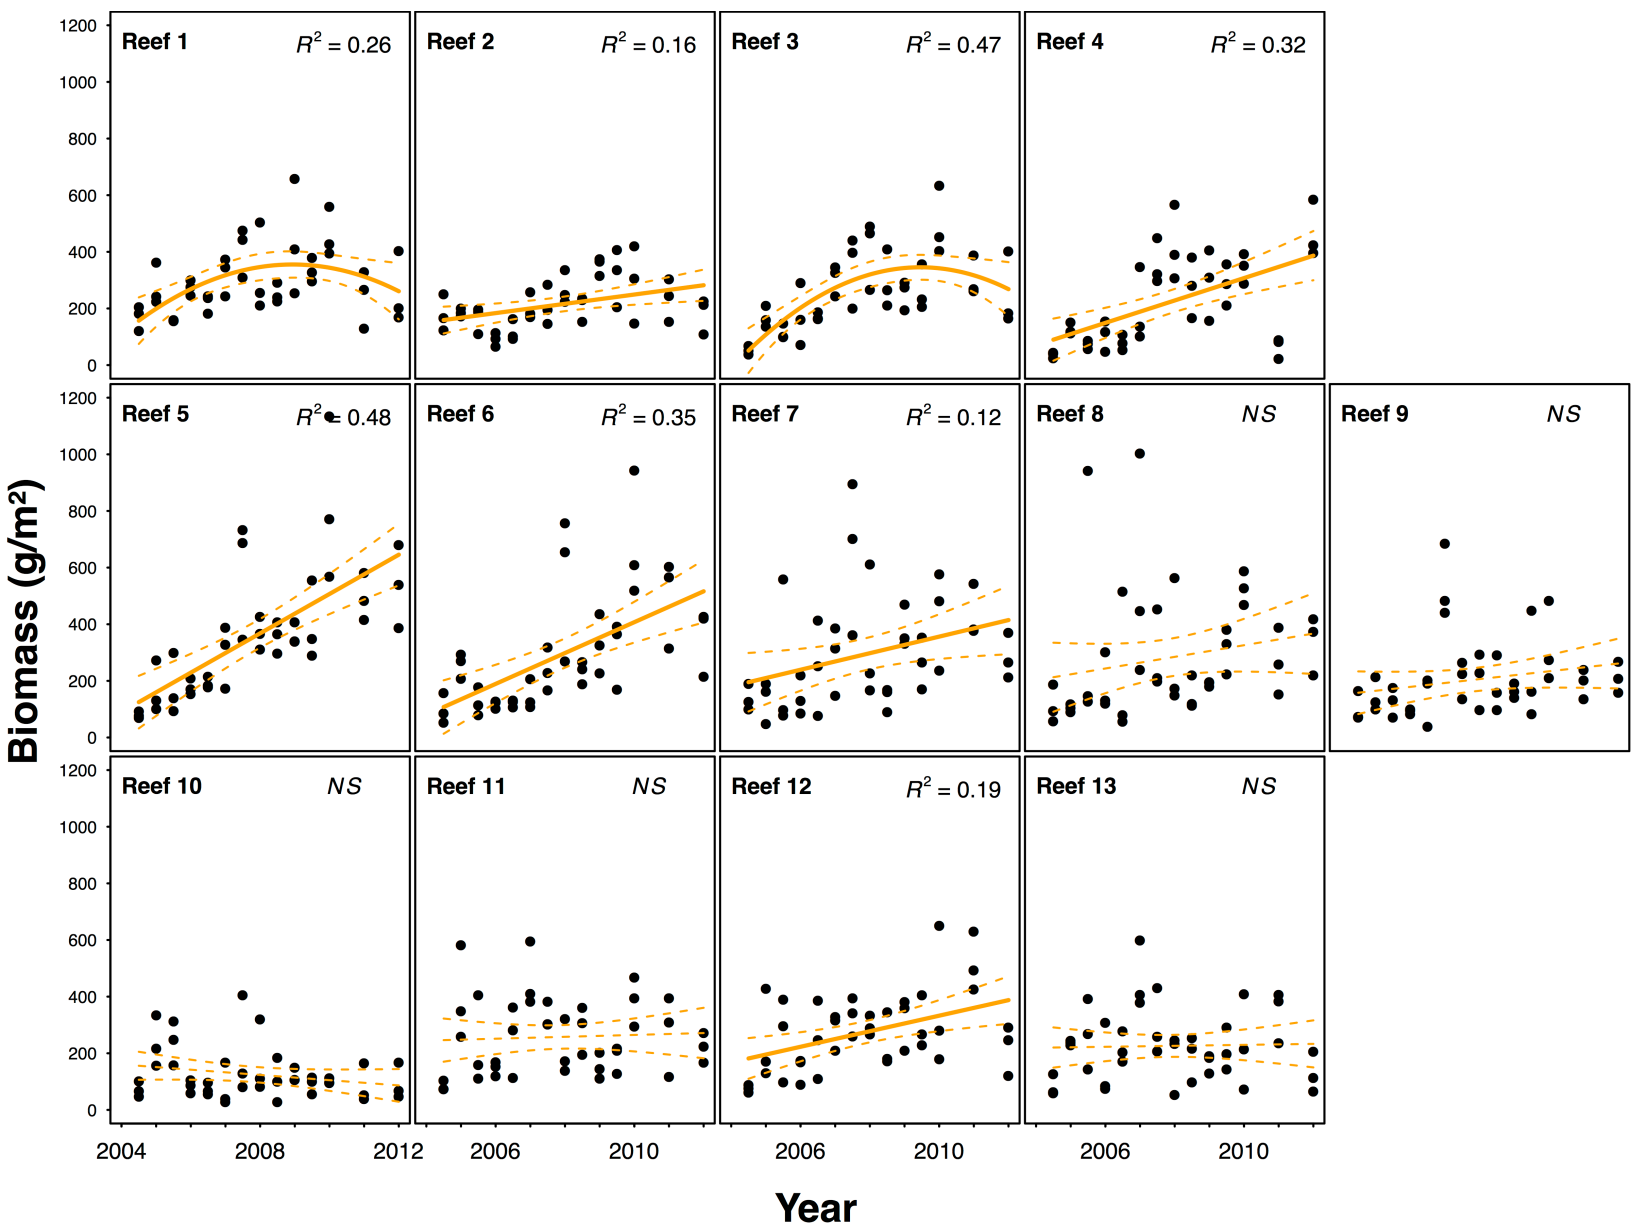 Reef 1 R² = 0.26
Reef 2 R² = 0.16
Reef 3 R² = 0.47
Reef 4 R² = 0.32
1200
1000
800
600
400
200
0
Reef 5 R² = 0.48
Reef 6 R² = 0.35
Reef 7 R² = 0.12
Reef 8 NS
Reef 9 NS
1200
1000
800
600
400
200
0
Biomass (g/m²)
Reef 10 NS
Reef 11 NS
Reef 12 R² = 0.19
Reef 13 NS
1200
1000
800
600
400
200
0
2004 2008 2012 2006 2010 2006 2010 2006 2010
Year